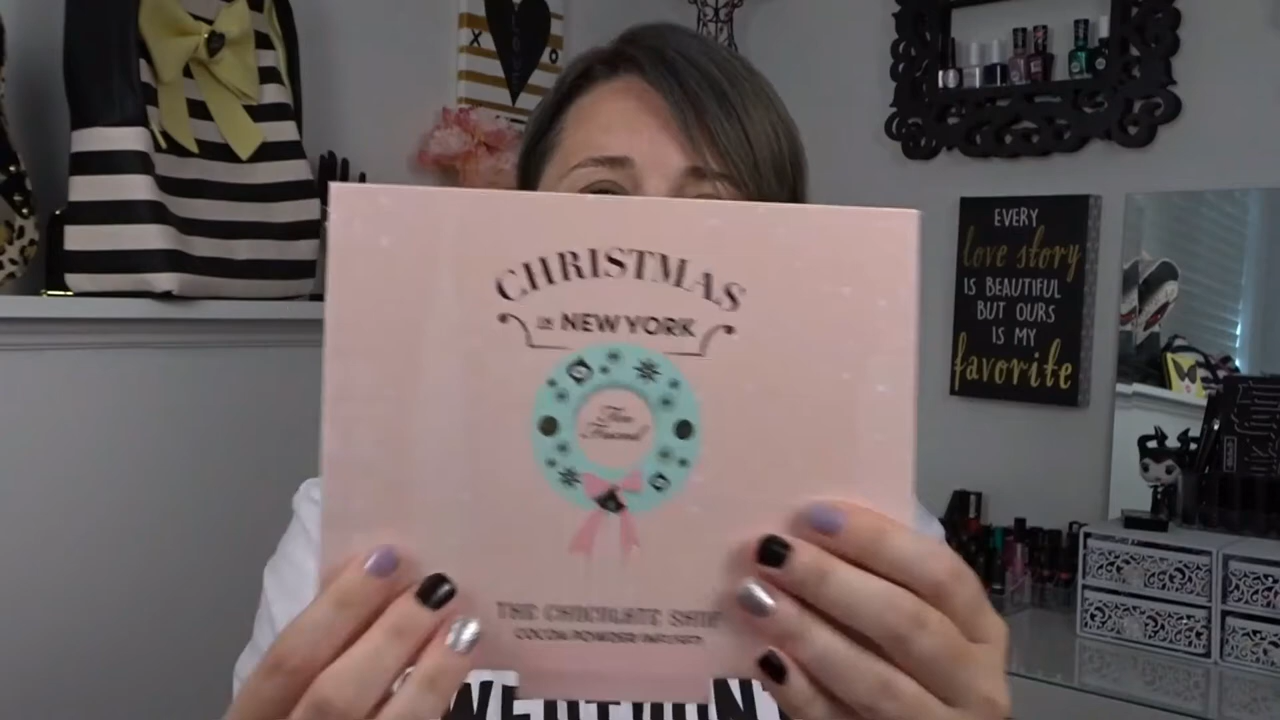 X O
CHRISTMAS
IN NEW YORK
Too
Faced
THE CHOCOLATE SHOP
COCOA POWDER INFUSED
EVERY
love story
IS BEAUTIFUL
BUT OURS
IS MY
favorite